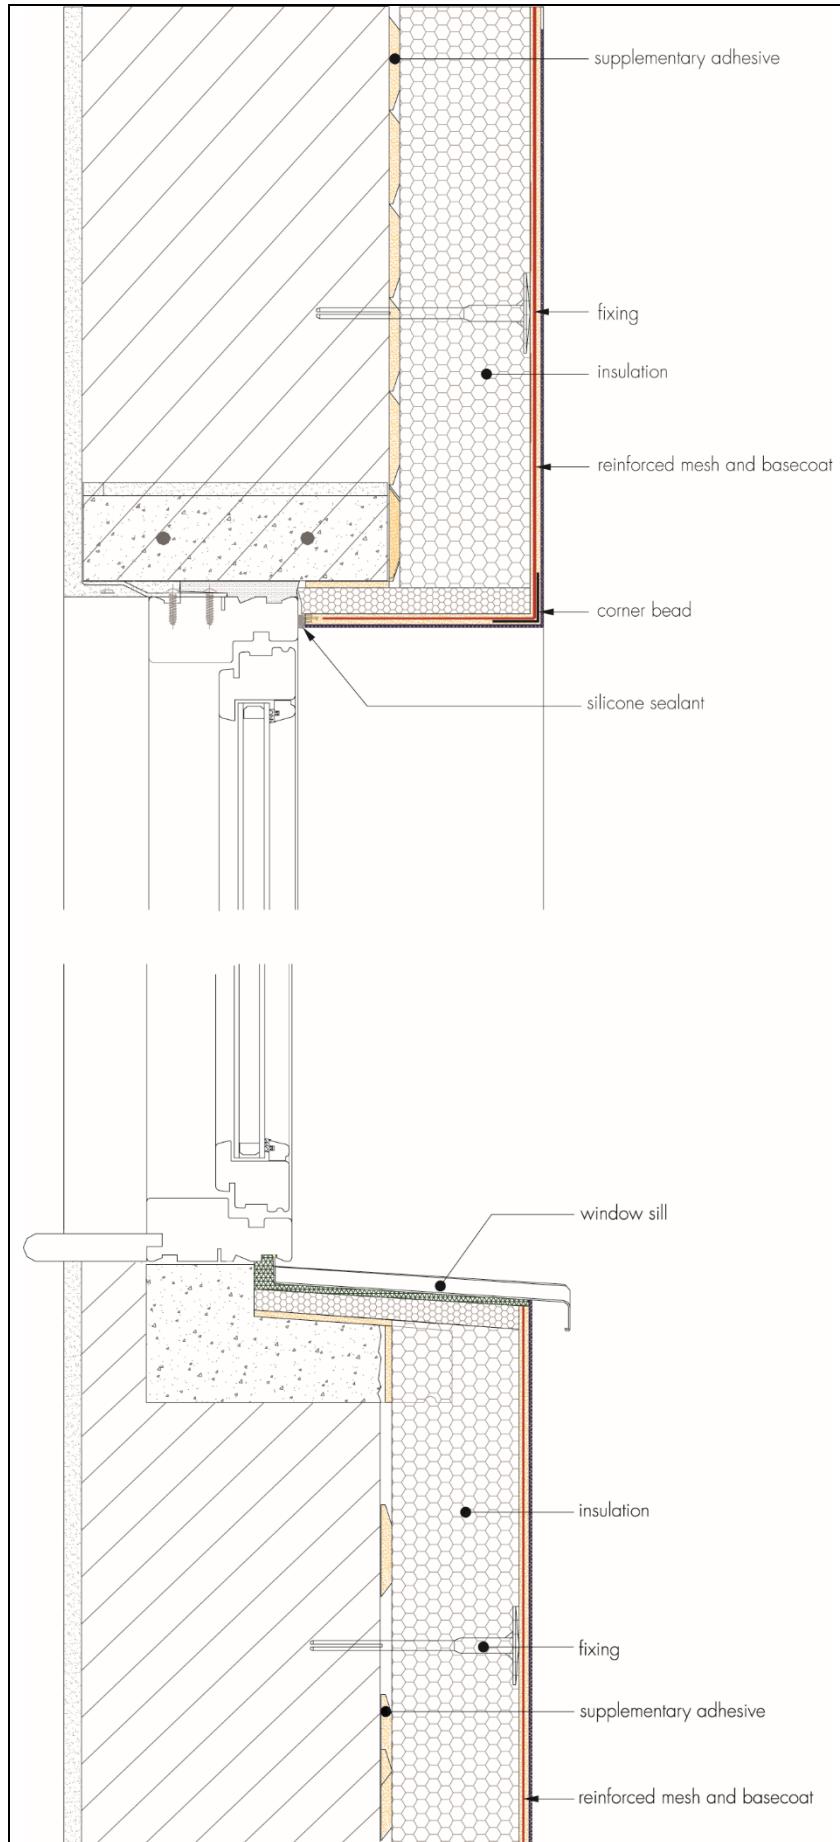 supplementary adhesive
fixing
insulation
reinforced mesh and basecoat
corner bead
silicone sealant
window sill
insulation
fixing
supplementary adhesive
reinforced mesh and basecoat